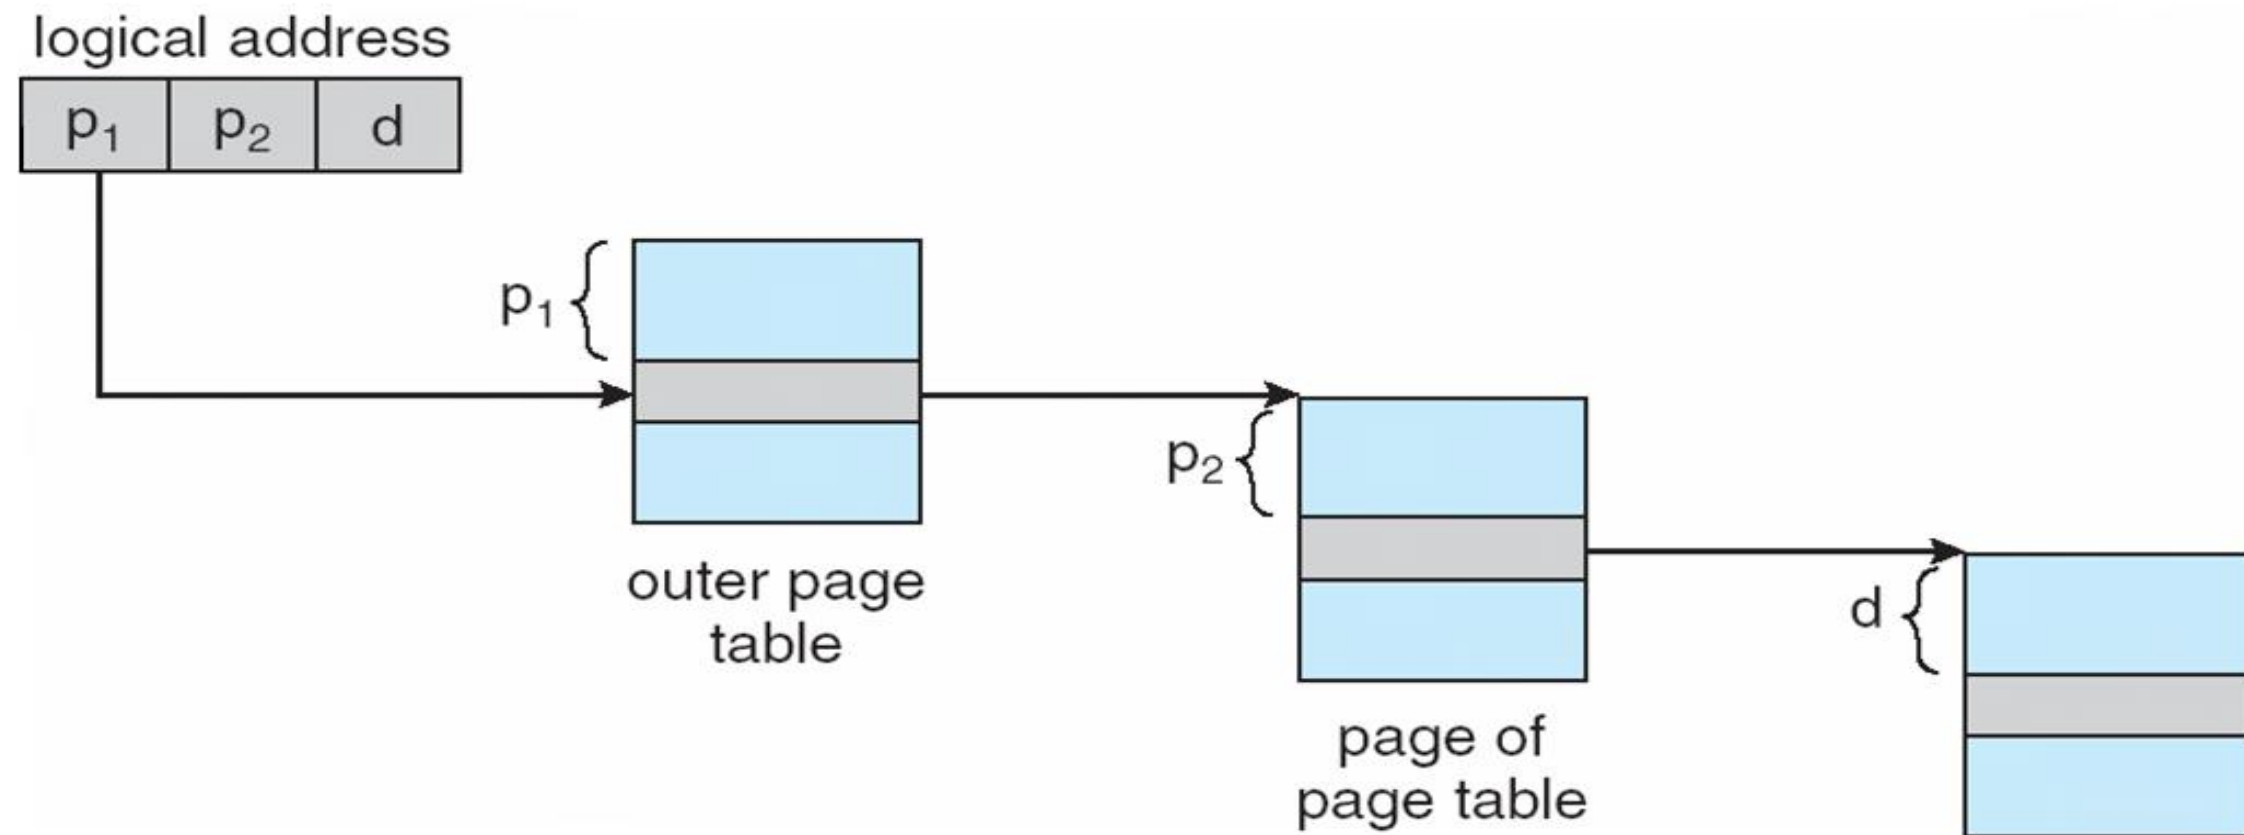 logical address
p₁ p₂ d
p₁
outer page
table
p₂
page of
page table
d